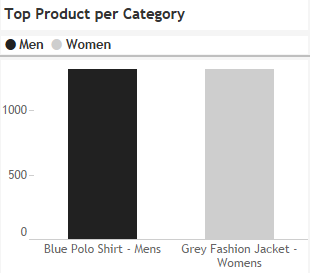 Top Product per Category
Men Women
1000
500
0
Blue Polo Shirt - Mens
Grey Fashion Jacket -
Womens